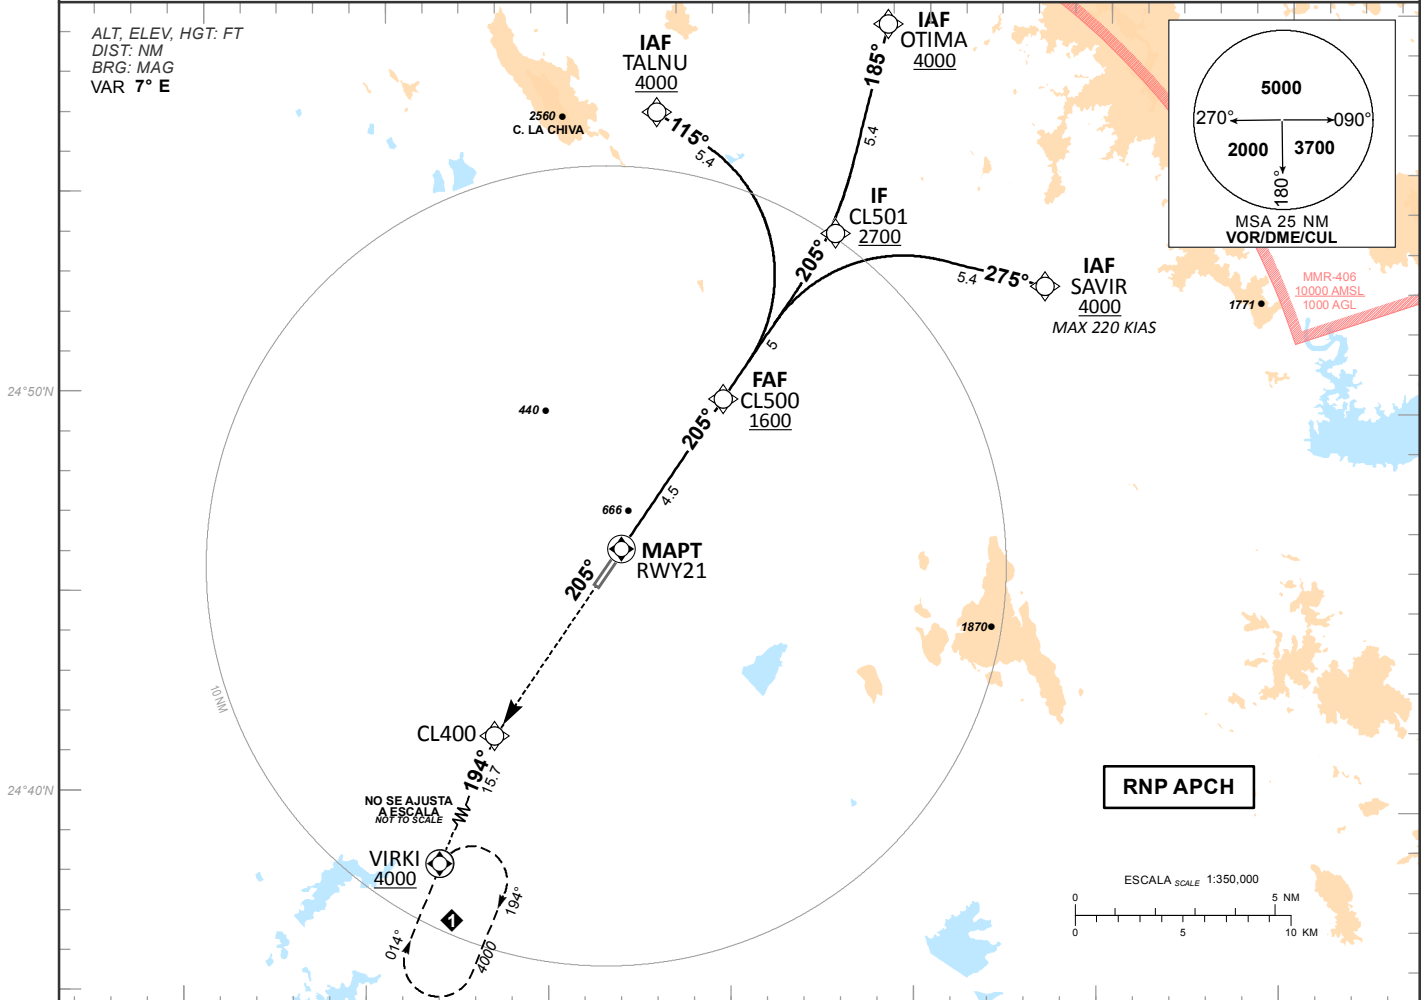 ALT, ELEV, HGT: FT
DIST: NM
BRG: MAG
VAR 7° E
IAF
TALNU
4000
115°
5.4
2560
C. LA CHIVA
IAF
OTIMA
4000
185°
5.4
IF
CL501
2700
205°
IAF
SAVIR
4000
MAX 220 KIAS
275°
5.4
5000
270°
090°
2000
3700
180°
MSA 25 NM
VOR/DME/CUL
MMR-406
10000 AMSL
1000 AGL
1771
5
24°50'N
FAF
CL500
1600
205°
440
4.5
666
MAPT
RWY21
205°
1870
10 NM
CL400
194°
15.7
24°40'N
NO SE AJUSTA
A ESCALA
NOT TO SCALE
VIRKI
4000
194°
1
014°
4000
RNP APCH
ESCALA SCALE 1:350,000
0 5 NM
0 5 10 KM